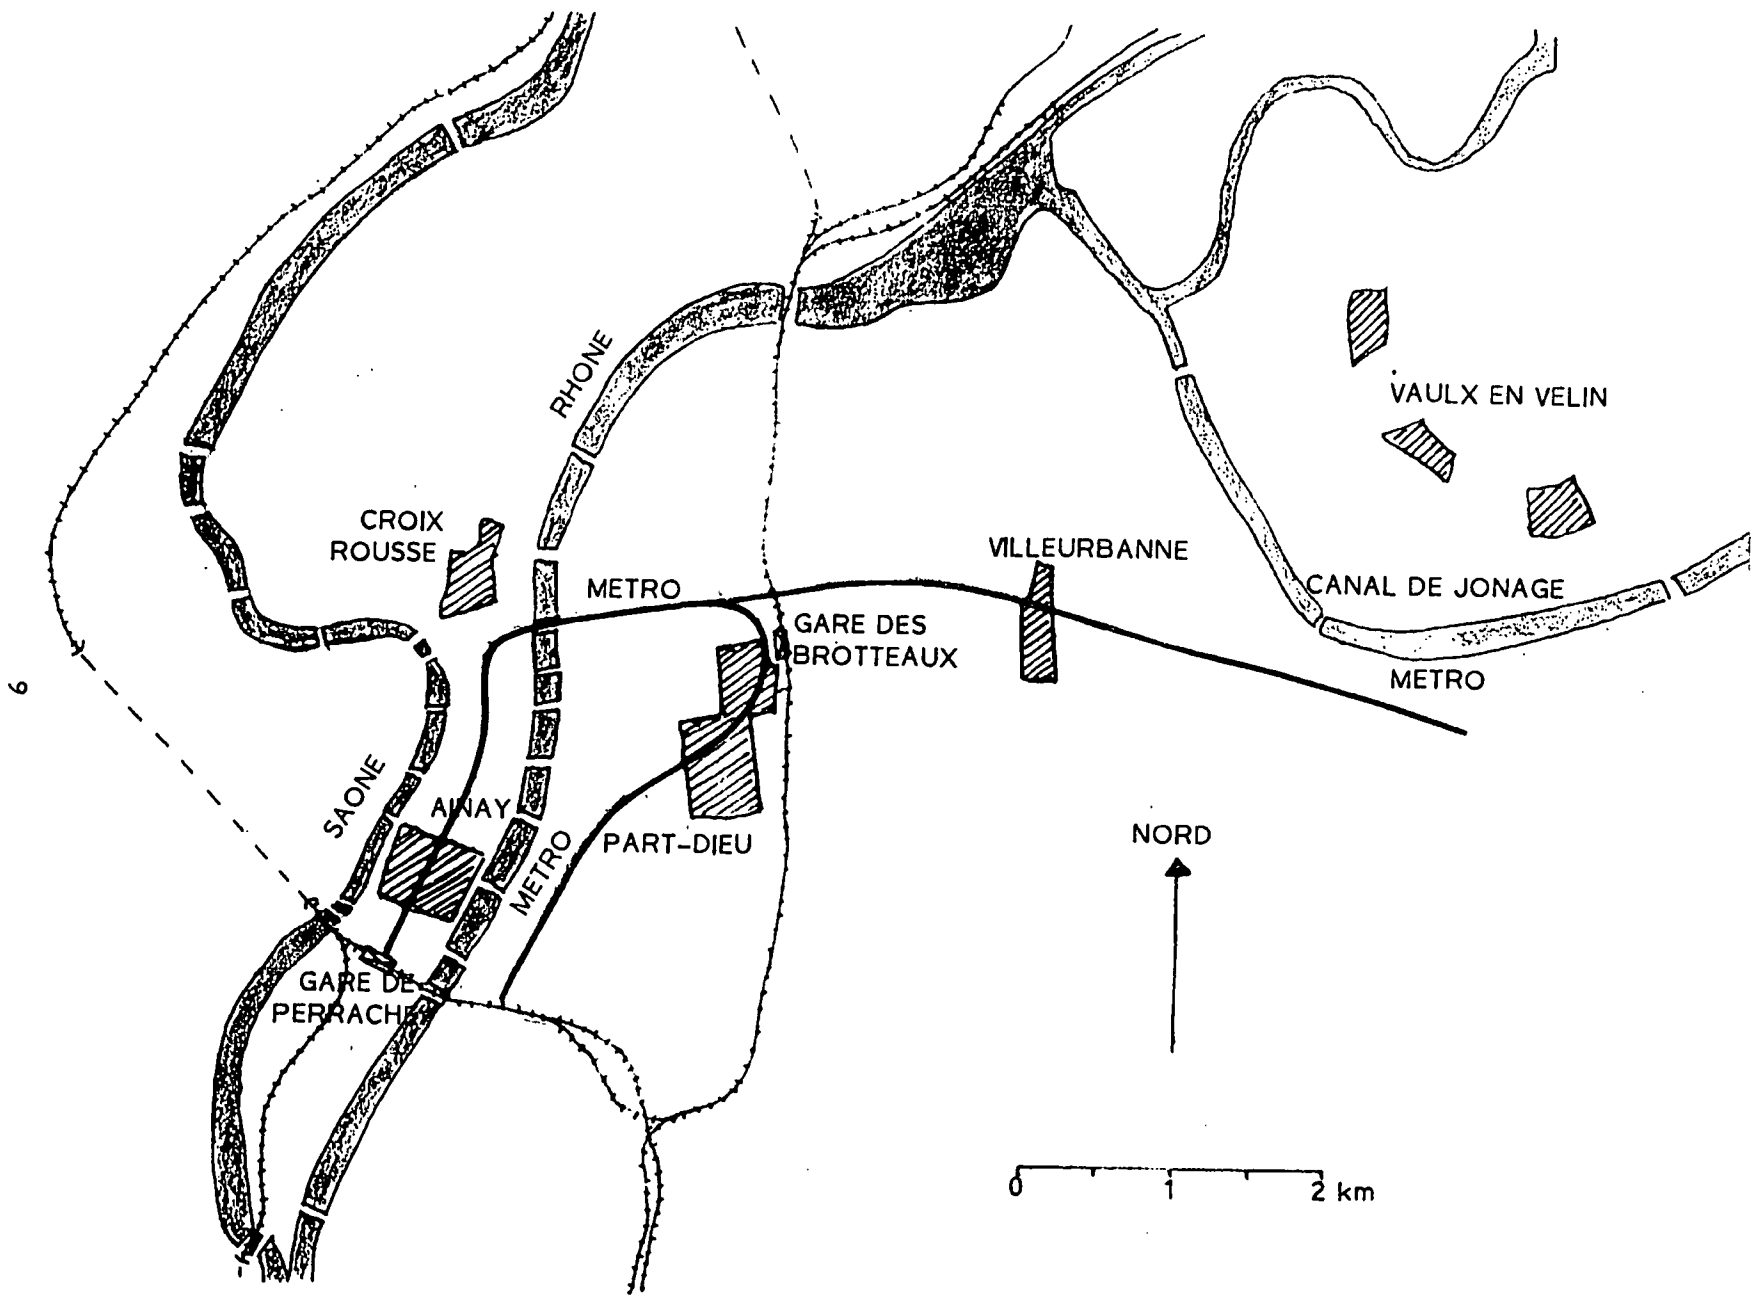 RHONE
VAULX EN VELIN
CROIX
ROUSSE
VILLEURBANNE
METRO
CANAL DE JONAGE
GARE DES
BROTTEAUX
METRO
6
SAONE
AINAY
METRO
PART-DIEU
NORD
GARE DE
PERRACHE
0 1 2 km